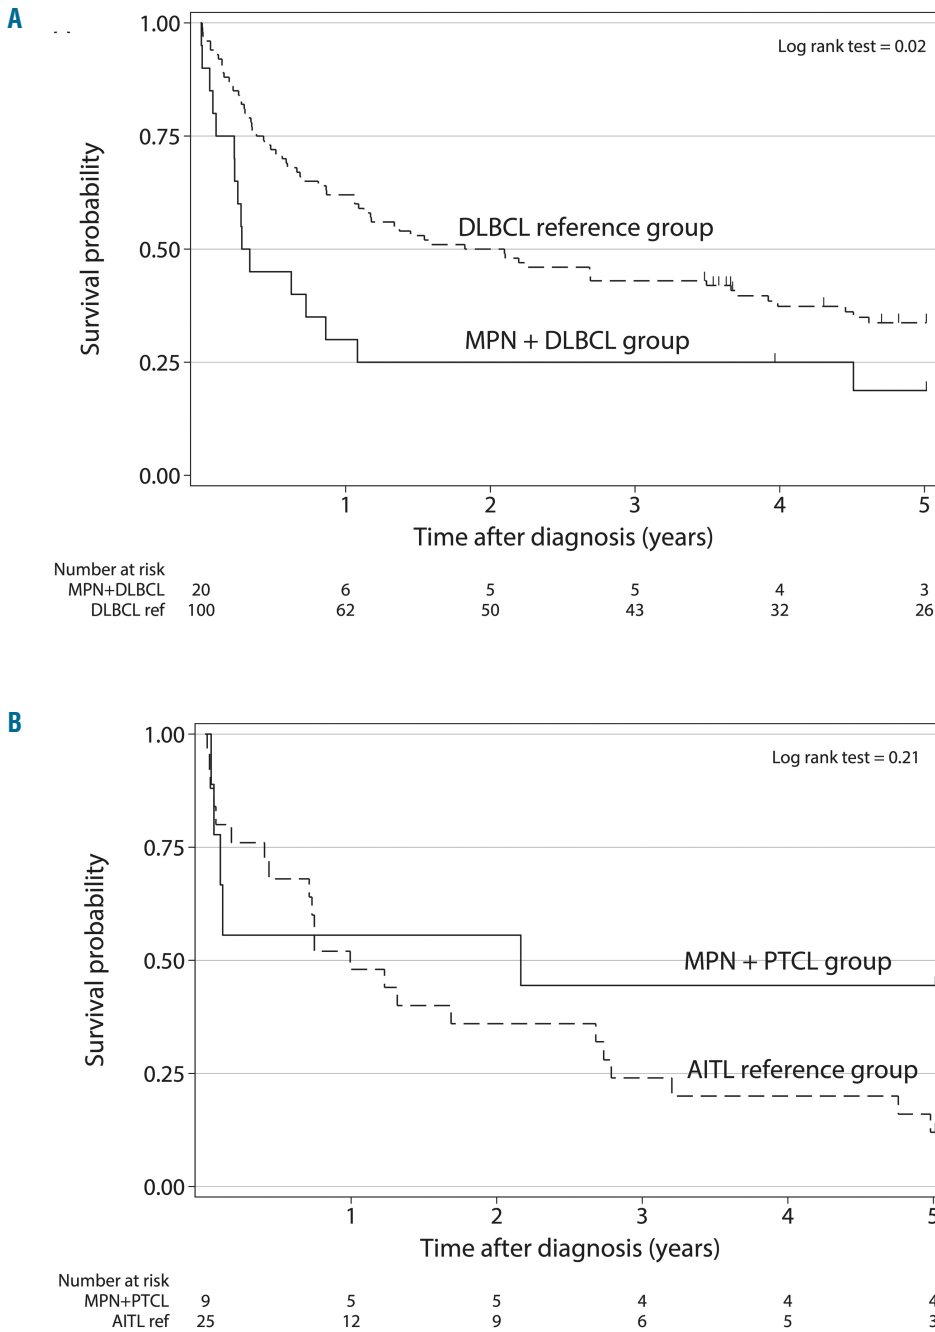 A
1.00
Log rank test = 0.02
0.75
Survival probability
DLBCL reference group
0.50
MPN + DLBCL group
0.25
0.00
1 2 3 4 5
Time after diagnosis (years)
Number at risk
MPN+DLBCL 20 6 5 5 4 3
DLBCL ref 100 62 50 43 32 26
B
1.00
Log rank test = 0.21
0.75
Survival probability
0.50
MPN + PTCL group
0.25
AITL reference group
0.00
1 2 3 4 5
Time after diagnosis (years)
Number at risk
MPN+PTCL 9 5 5 4 4 4
AITL ref 25 12 9 6 5 3